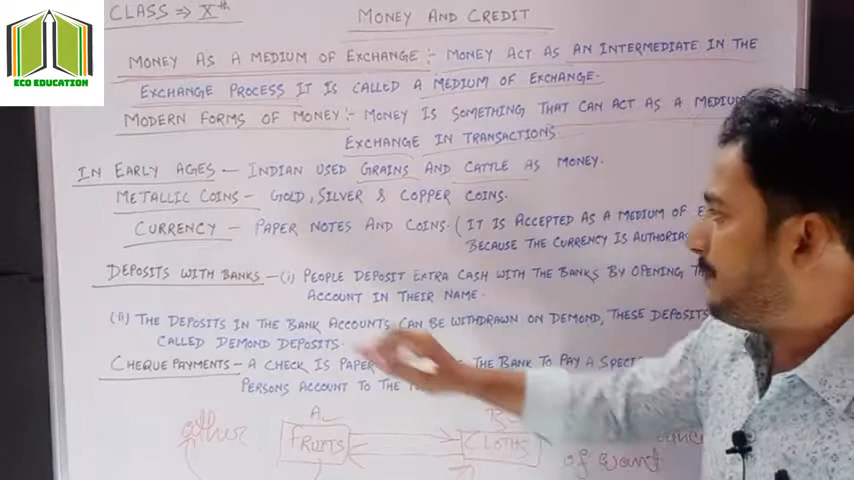 CLASS ⇒ Xth
MONEY AND CREDIT
ECO EDUCATION
MONEY AS A MEDIUM OF EXCHANGE :- MONEY ACT AS AN INTERMEDIATE IN THE
EXCHANGE PROCESS IT IS CALLED A MEDIUM OF EXCHANGE.
MODERN FORMS OF MONEY :- MONEY IS SOMETHING THAT CAN ACT AS A MEDIUM
EXCHANGE IN TRANSACTIONS
IN EARLY AGES — INDIAN USED GRAINS AND CATTLE AS MONEY.
METALLIC COINS — GOLD, SILVER & COPPER COINS.
CURRENCY — PAPER NOTES AND COINS. (IT IS ACCEPTED AS A MEDIUM OF E
BECAUSE THE CURRENCY IS AUTHORIS
DEPOSITS WITH BANKS — (i) PEOPLE DEPOSIT EXTRA CASH WITH THE BANKS BY OPENING
ACCOUNT IN THEIR NAME.
(ii) THE DEPOSITS IN THE BANK ACCOUNTS CAN BE WITHDRAWN ON DEMOND, THESE DEPOSITS
CALLED DEMOND DEPOSITS.
CHEQUE PAYMENTS — A CHECK IS PAPER THE BANK TO PAY A
PERSONS ACCOUNT TO THE
other
A
FRUITS
B
CLOTHS
of want